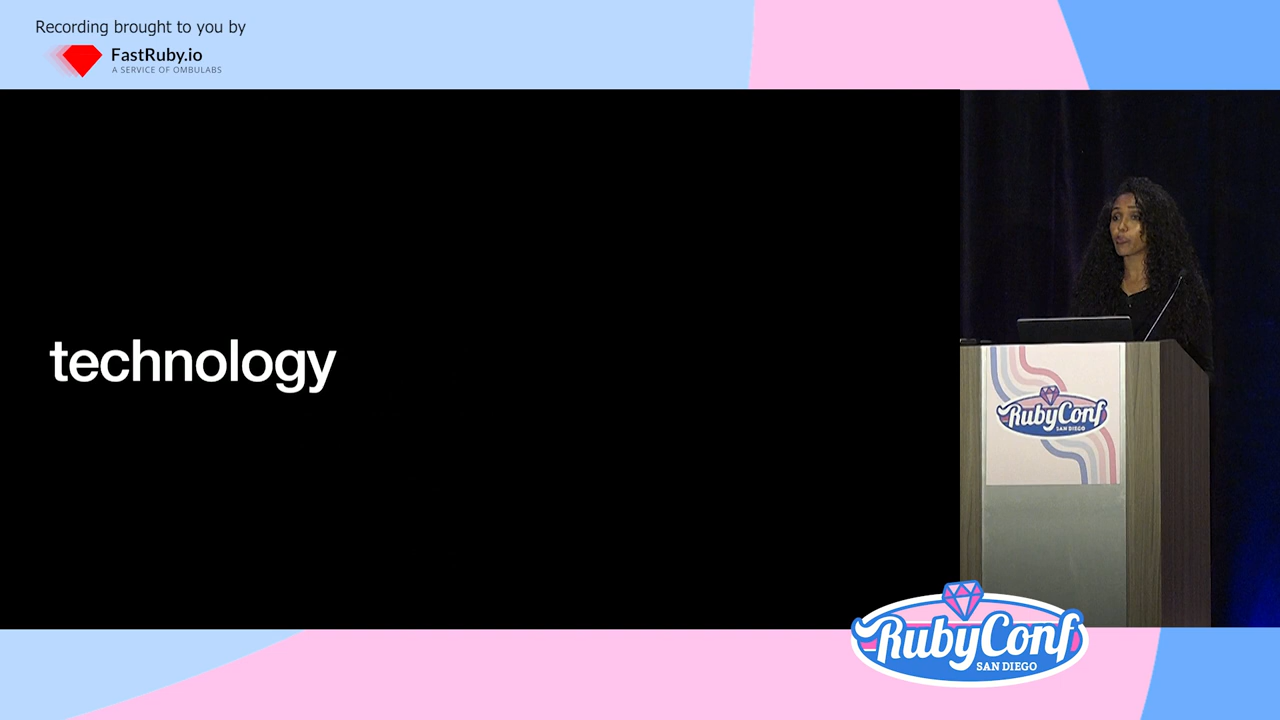 Recording brought to you by
FastRuby.io
A SERVICE OF OMBULABS
technology
RubyConf
SAN DIEGO
RubyConf
SAN DIEGO